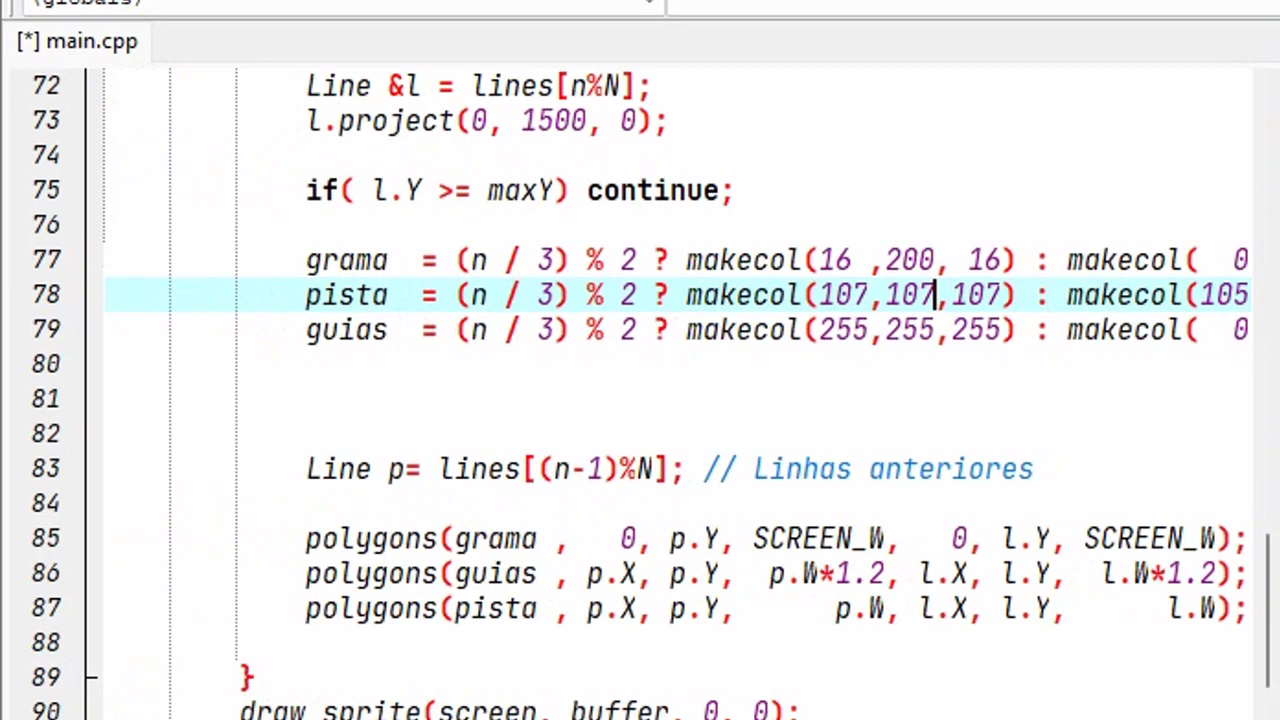 (globals)
[*] main.cpp
72 Line &l = lines[n%N];
73 l.project(0, 1500, 0);
74
75 if( l.Y >= maxY) continue;
76
77 grama  = (n / 3) % 2 ? makecol(16 ,200, 16) : makecol(  0
78 pista  = (n / 3) % 2 ? makecol(107,107,107) : makecol(105
79 guias  = (n / 3) % 2 ? makecol(255,255,255) : makecol(  0
80
81
82
83 Line p= lines[(n-1)%N]; // Linhas anteriores
84
85 polygons(grama ,   0, p.Y, SCREEN_W,   0, l.Y, SCREEN_W);
86 polygons(guias , p.X, p.Y,  p.W*1.2, l.X, l.Y,  l.W*1.2);
87 polygons(pista , p.X, p.Y,      p.W, l.X, l.Y,      l.W);
88
89 }
90 draw_sprite(screen, buffer, 0, 0);